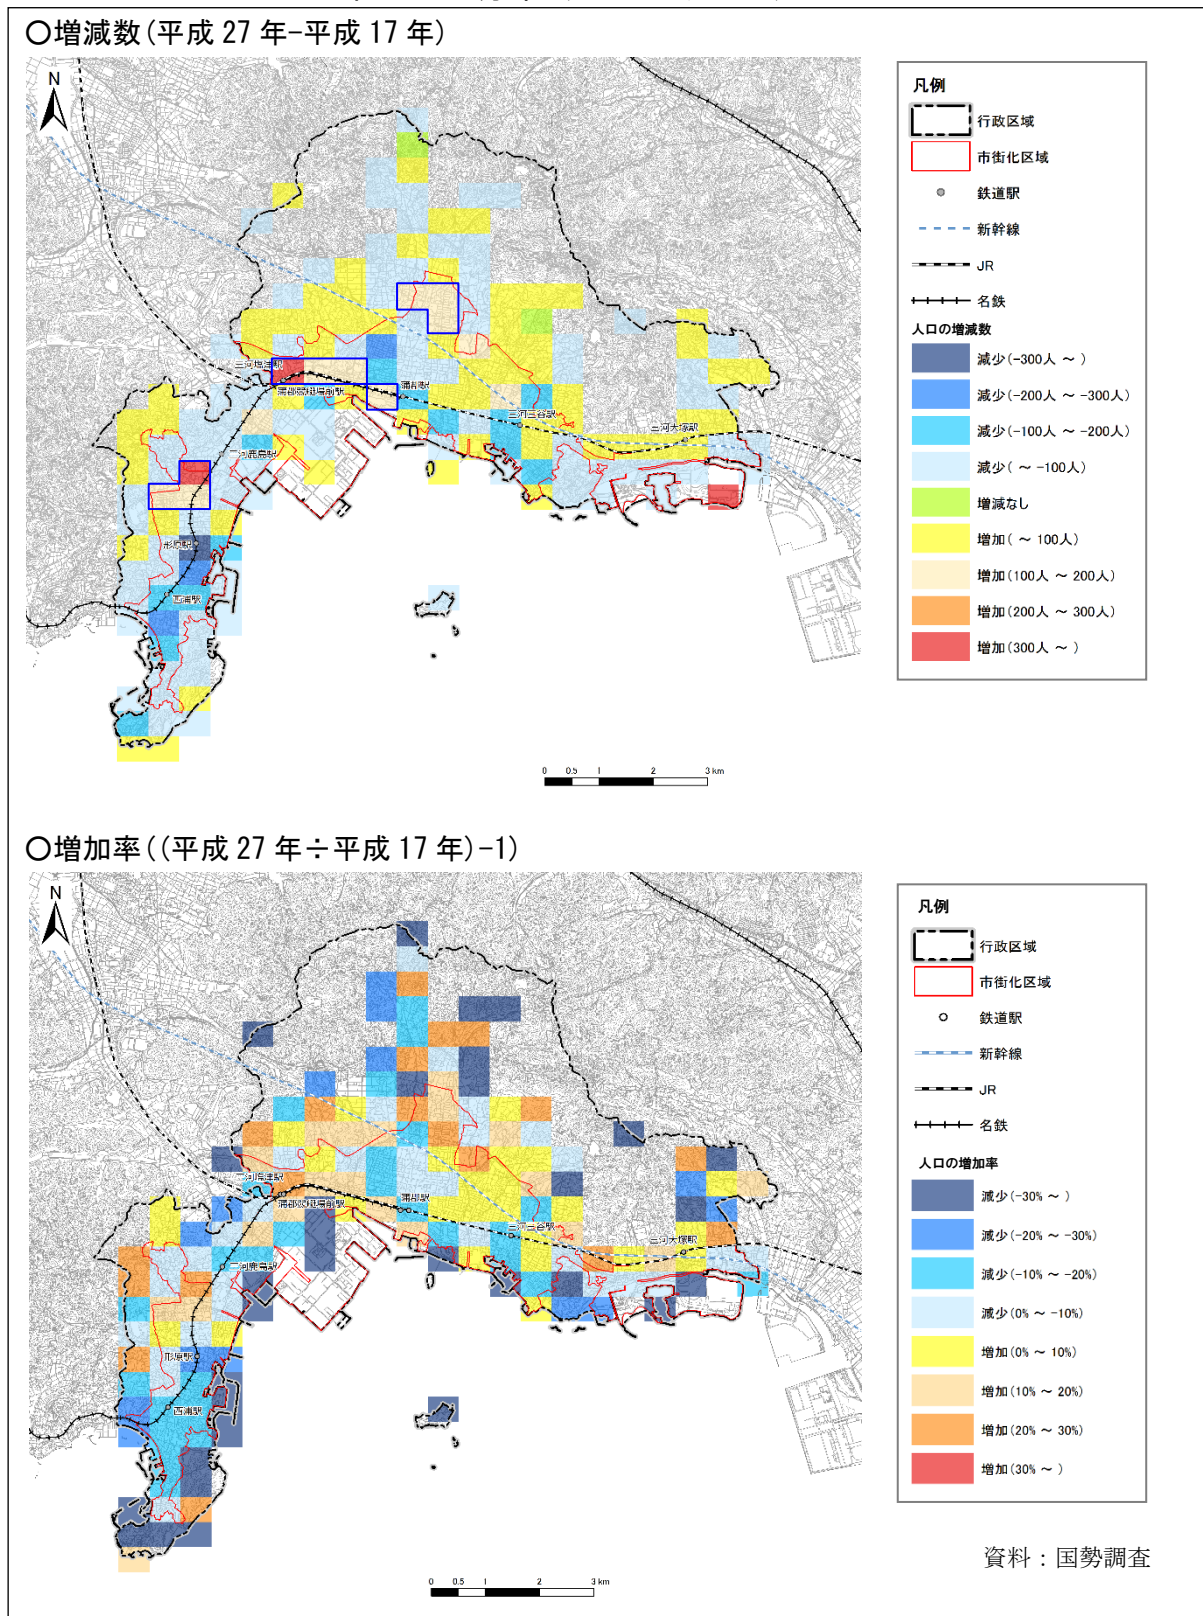 〇増減数(平成 27 年-平成 17 年)
N
三河塩津駅
蒲郡競艇場前駅
蒲郡駅
三河三谷駅
三河大塚駅
三河鹿島駅
形原駅
西浦駅
0 0.5 1 2 3 km
凡例
行政区域
市街化区域
鉄道駅
新幹線
JR
名鉄
人口の増減数
減少(-300人 ~ )
減少(-200人 ~ -300人)
減少(-100人 ~ -200人)
減少( ~ -100人)
増減なし
増加( ~ 100人)
増加(100人 ~ 200人)
増加(200人 ~ 300人)
増加(300人 ~ )
〇増加率((平成 27 年÷平成 17 年)-1)
N
三河塩津駅
蒲郡競艇場前駅
蒲郡駅
三河三谷駅
三河大塚駅
三河鹿島駅
形原駅
西浦駅
0 0.5 1 2 3 km
凡例
行政区域
市街化区域
鉄道駅
新幹線
JR
名鉄
人口の増加率
減少(-30% ~ )
減少(-20% ~ -30%)
減少(-10% ~ -20%)
減少(0% ~ -10%)
増加(0% ~ 10%)
増加(10% ~ 20%)
増加(20% ~ 30%)
増加(30% ~ )
資料：国勢調査